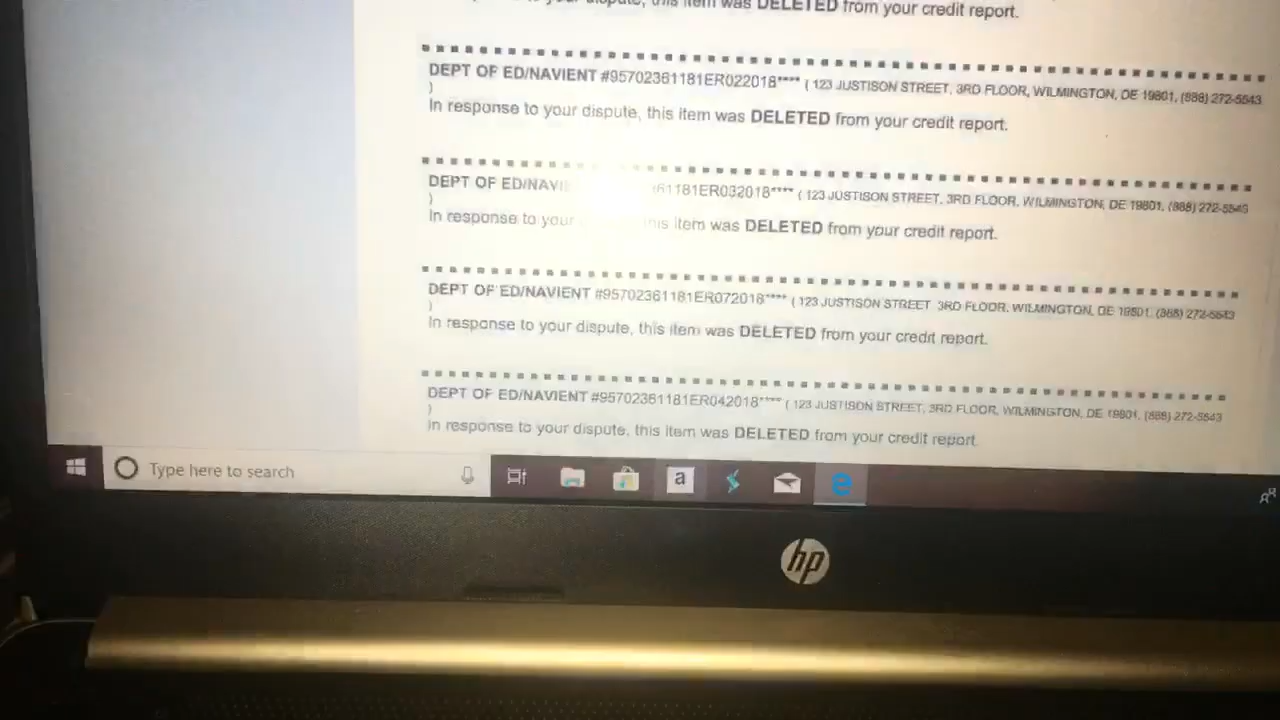 your dispute, this item was DELETED from your credit report.
DEPT OF ED/NAVIENT #95702361181ER022018**** ( 123 JUSTISON STREET, 3RD FLOOR, WILMINGTON, DE 19801, (888) 272-5543
)
In response to your dispute, this item was DELETED from your credit report.
DEPT OF ED/NAVI 61181ER032018**** ( 123 JUSTISON STREET, 3RD FLOOR, WILMINGTON, DE 19801, (888) 272-5543
)
In response to your this item was DELETED from your credit report.
DEPT OF ED/NAVIENT #95702361181ER072018**** ( 123 JUSTISON STREET, 3RD FLOOR, WILMINGTON, DE 19801, (888) 272-5543
)
In response to your dispute, this item was DELETED from your credit report.
DEPT OF ED/NAVIENT #95702361181ER042018**** ( 123 JUSTISON STREET, 3RD FLOOR, WILMINGTON, DE 19801, (888) 272-5543
)
In response to your dispute, this item was DELETED from your credit report.
Type here to search
a
hp